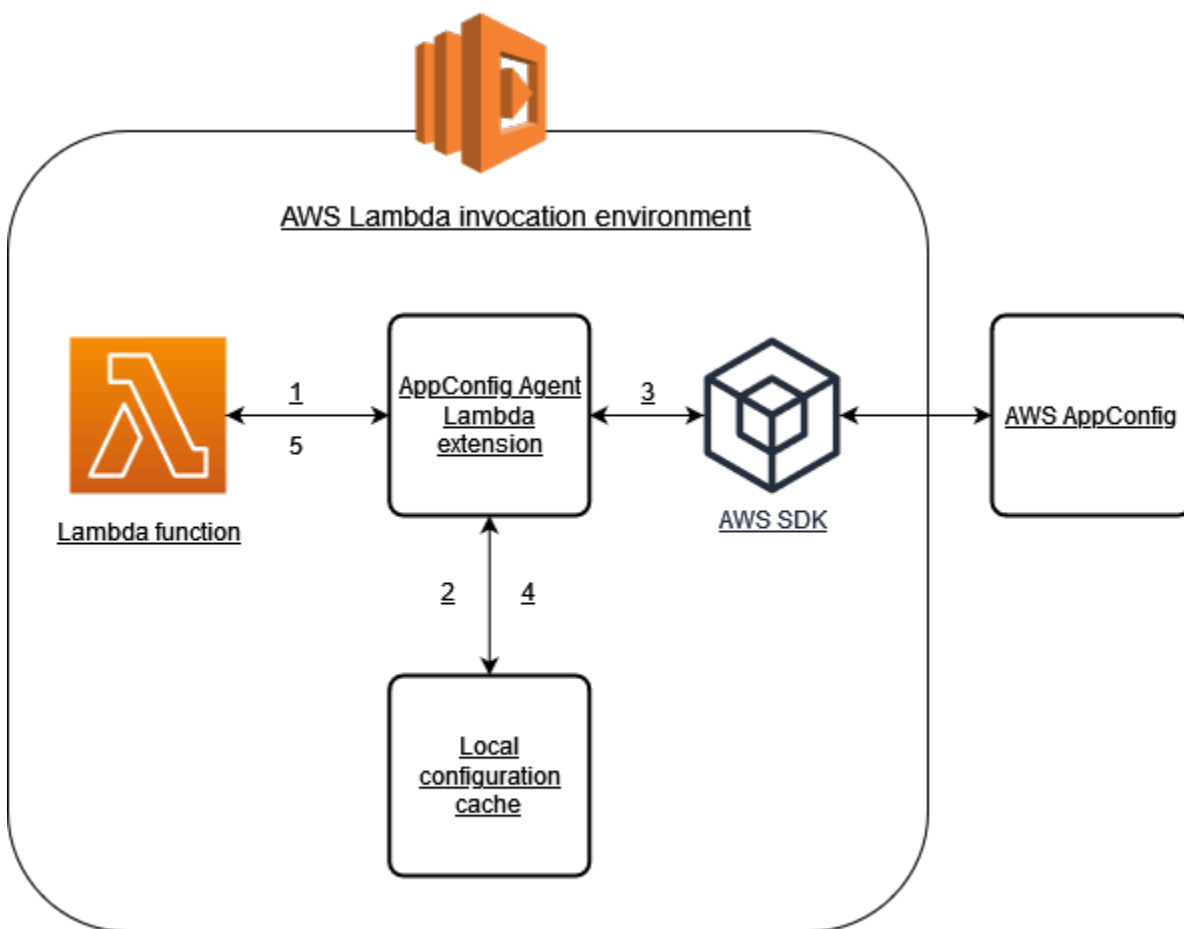 AWS Lambda invocation environment
1
5
AppConfig Agent
Lambda
extension
3
AWS AppConfig
Lambda function
AWS SDK
2
4
Local
configuration
cache